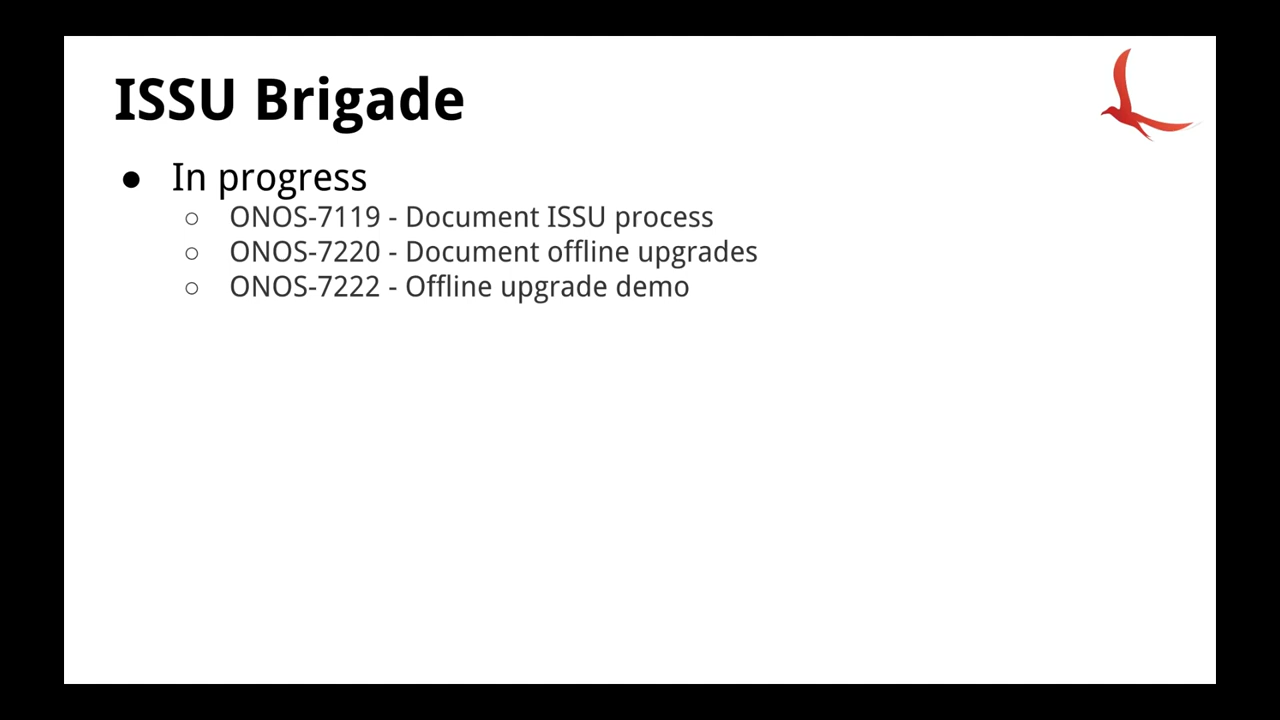 ISSU Brigade
● In progress
○ ONOS-7119 - Document ISSU process
○ ONOS-7220 - Document offline upgrades
○ ONOS-7222 - Offline upgrade demo